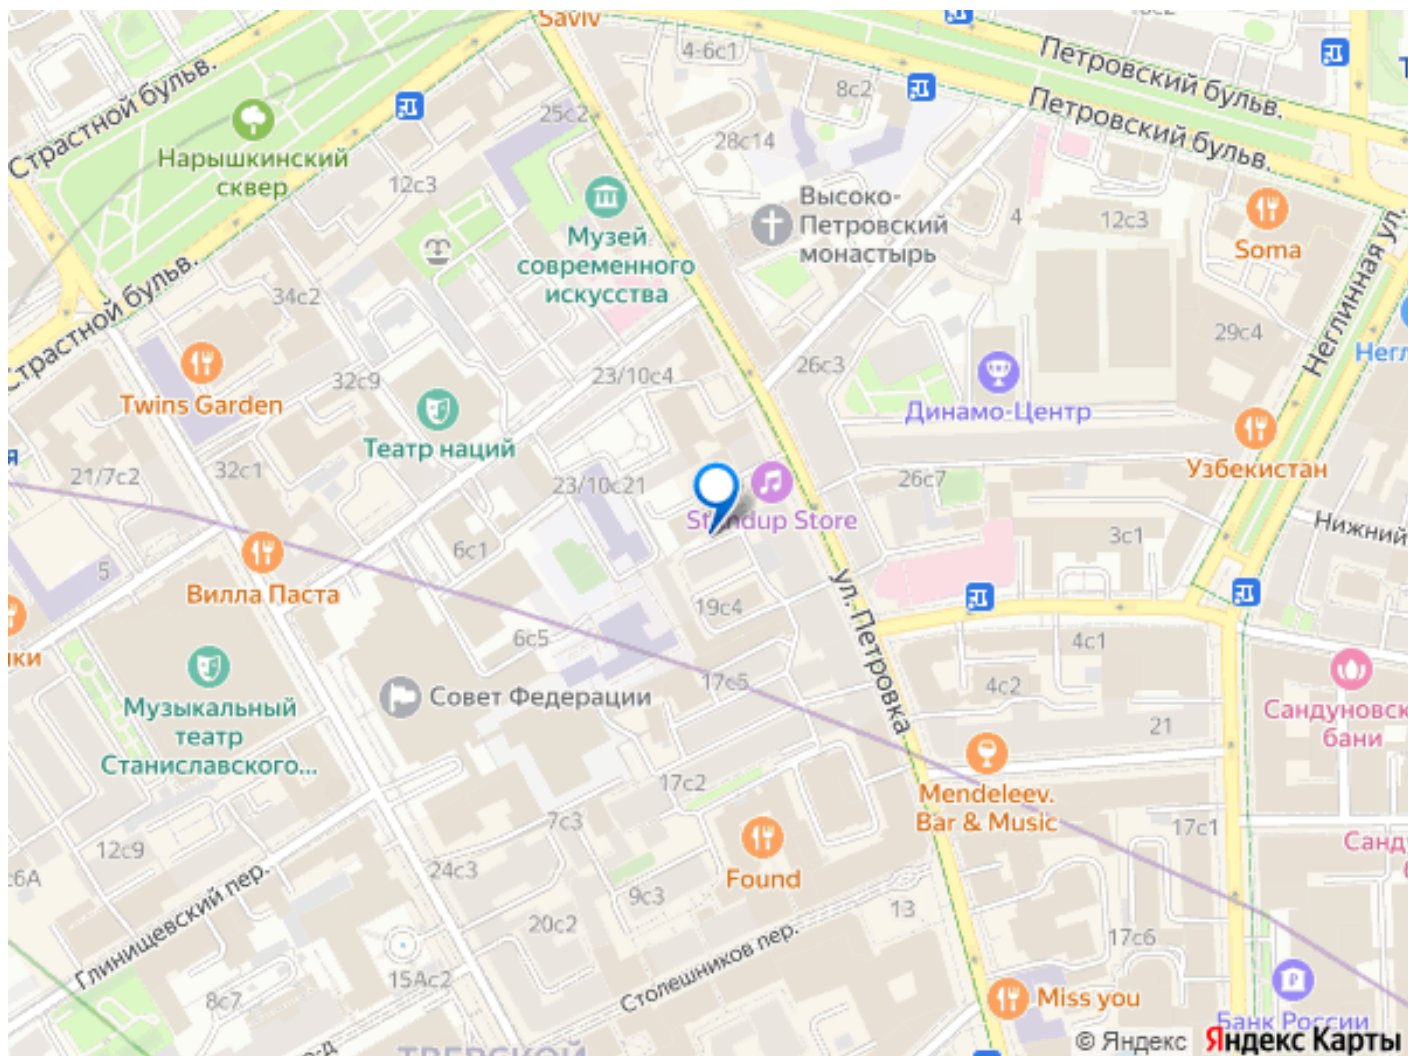 Saviv
4-6с1
Петровский бульв.
8с2
Петровский бульв.
Страстной бульв.
25с2
28с14
Нарышкинский
сквер
12с3
Высоко-
Петровский
монастырь
4
12с3
Soma
Музей
современного
искусства
Страстной бульв.
34с2
29с4
Неглинная ул.
26с3
23/10с4
32с9
Twins Garden
Динамо-Центр
Театр наций
Узбекистан
21/7с2
32с1
23/10с21
26с7
Standup Store
Нижний
3с1
6с1
5
Вилла Паста
ул. Петровка
19с4
4с1
6с5
17с5
4с2
Совет Федерации
Музыкальный
театр
Станиславского...
21
Сандуновск
бани
17с2
Mendeleev.
Bar & Music
7с3
17с1
12с9
24с3
Found
6А
Глинищевский пер.
9с3
13
20с2
Столешников пер.
17с6
15Ас2
8с7
Miss you
Банк России
ТВЕРСКОЙ
© Яндекс Яндекс Карты